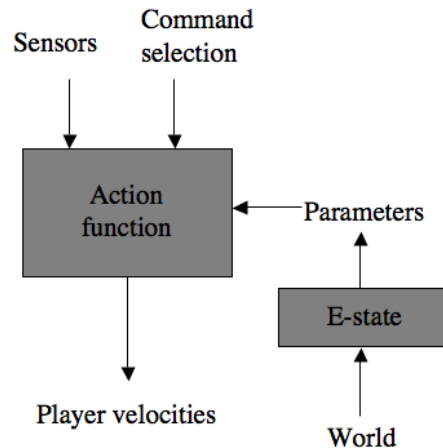 Sensors
Command
selection
Action
function
Parameters
E-state
Player velocities
World